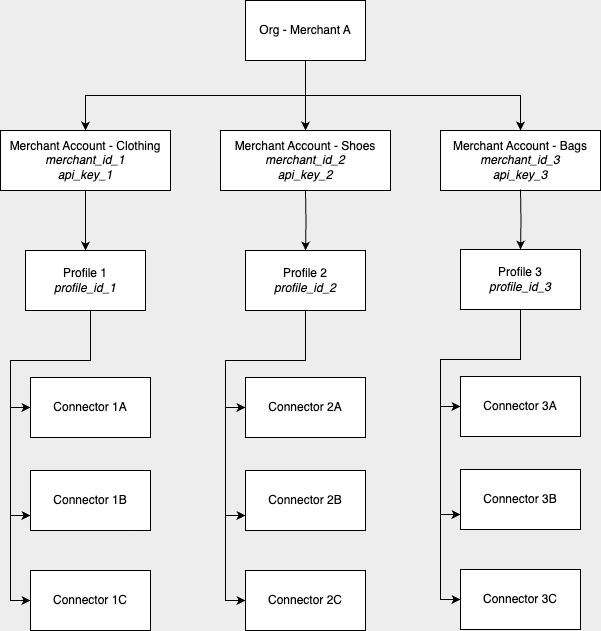 Org - Merchant A
Merchant Account - Clothing
merchant_id_1
api_key_1
Merchant Account - Shoes
merchant_id_2
api_key_2
Merchant Account - Bags
merchant_id_3
api_key_3
Profile 1
profile_id_1
Profile 2
profile_id_2
Profile 3
profile_id_3
Connector 1A
Connector 2A
Connector 3A
Connector 1B
Connector 2B
Connector 3B
Connector 1C
Connector 2C
Connector 3C